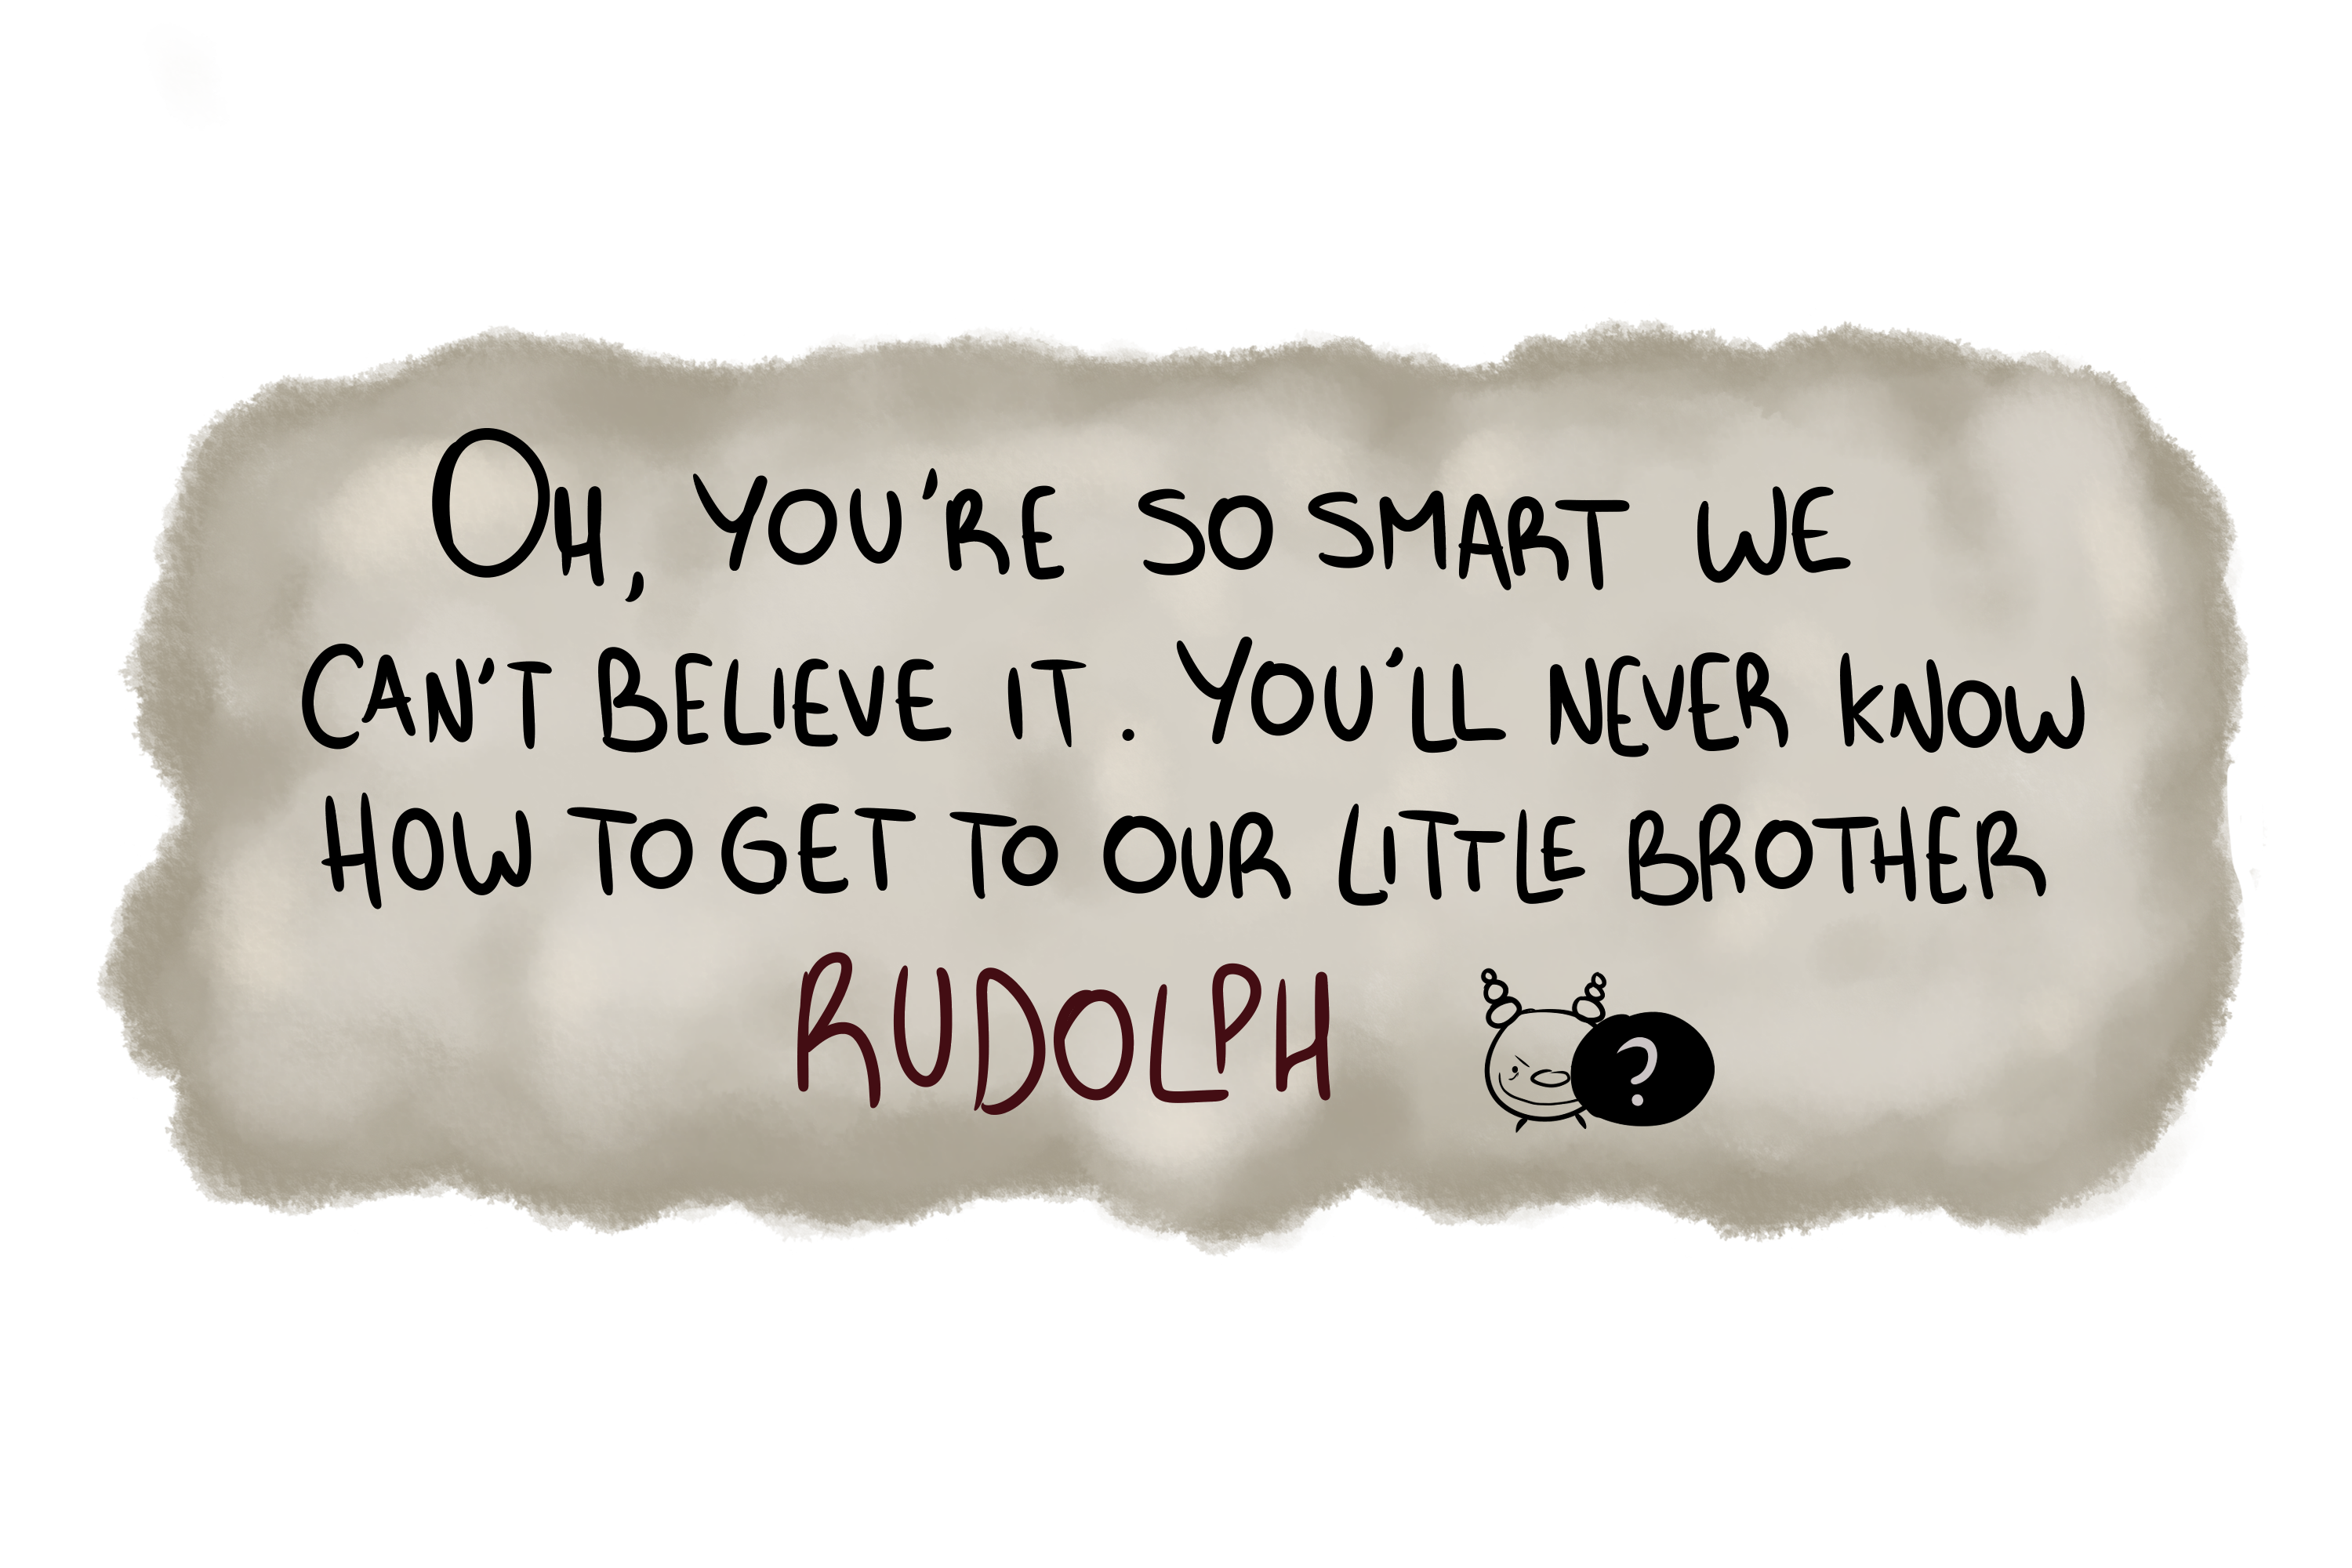 OH, YOU'RE SO SMART WE
CAN'T BELIEVE IT. YOU'LL NEVER KNOW
HOW TO GET TO OUR LITTLE BROTHER
RUDOLPH ?